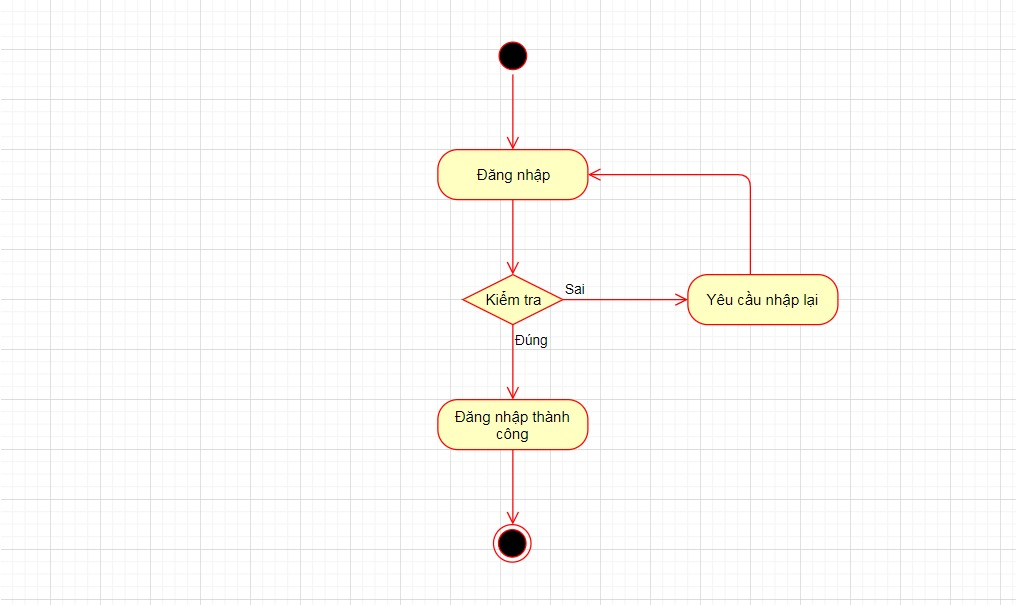 Đăng nhập
Kiểm tra
Sai
Yêu cầu nhập lại
Đúng
Đăng nhập thành
công